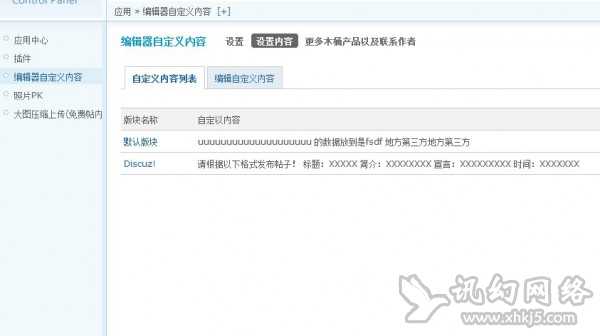 Control Panel
应用 » 编辑器自定义内容 [+]
应用中心
插件
编辑器自定义内容
照片PK
大图压缩上传(免费帖内
编辑器自定义内容 设置 设置内容 更多木桶产品以及联系作者
自定义内容列表 编辑自定义内容
版块名称 自定以内容
默认版块 uuuuuuuuuuuuuuuuuuuu 的数据放到是fsdf 地方第三方地方第三方
Discuz! 请根据以下格式发布帖子! 标题：XXXXX 简介：XXXXXXXX 宣言：XXXXXXXXX 时间：XXXXXXX
讯幻网络
www.xhkj5.com